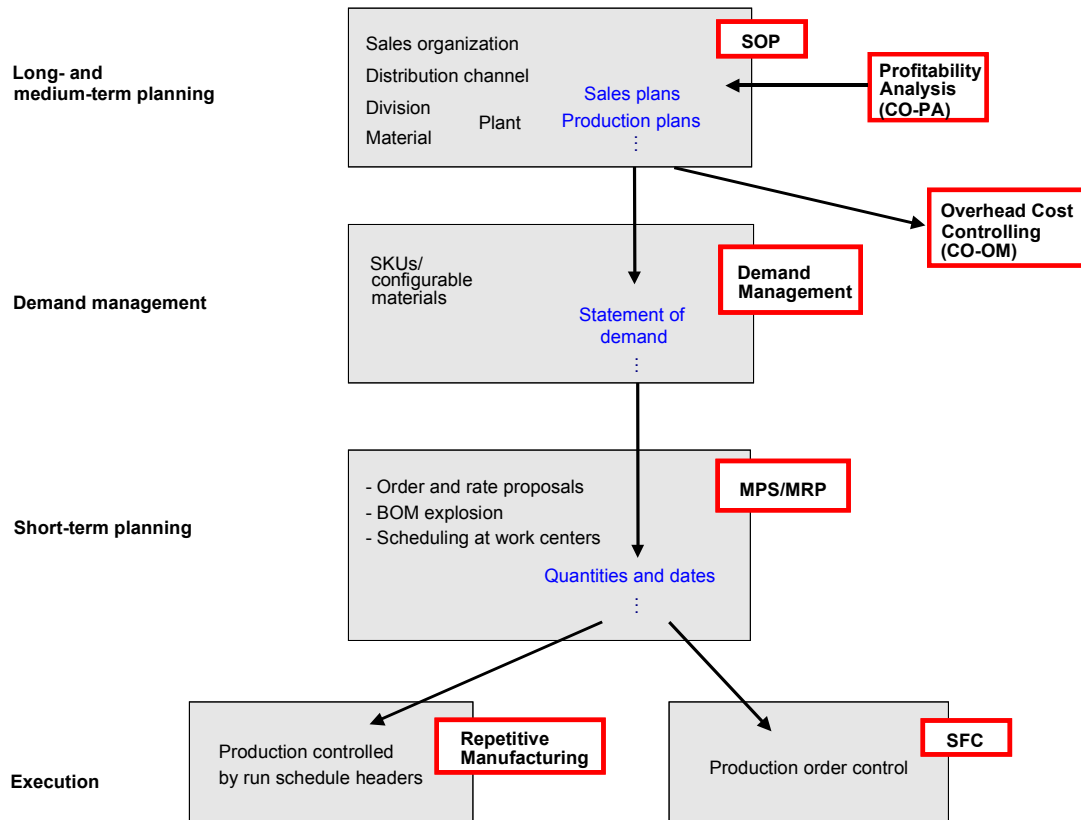 Long- and
medium-term planning
Sales organization
Distribution channel
Division
Material
Plant
Sales plans
Production plans
SOP
Profitability
Analysis
(CO-PA)
Overhead Cost
Controlling
(CO-OM)
Demand management
SKUs/
configurable
materials
Statement of
demand
Demand
Management
Short-term planning
- Order and rate proposals
- BOM explosion
- Scheduling at work centers
Quantities and dates
MPS/MRP
Execution
Production controlled
by run schedule headers
Repetitive
Manufacturing
Production order control
SFC